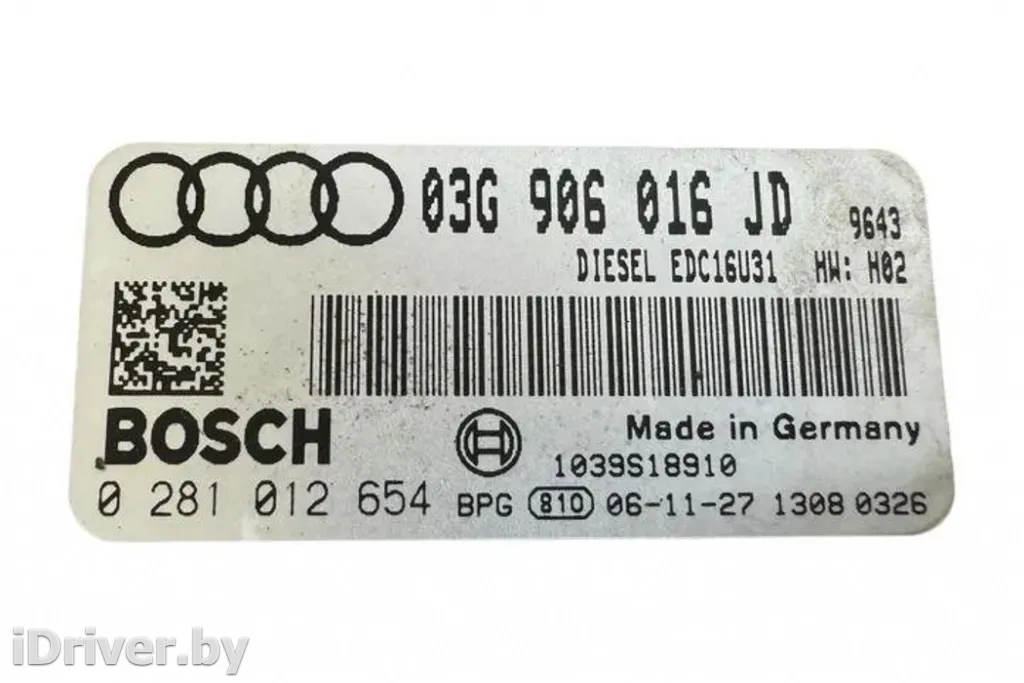 03G 906 016 JD 9643
DIESEL EDC16U31 HW: H02
BOSCH
Made in Germany
1039S18910
0 281 012 654 BPG 810 06-11-27 1308 0326
iDriver.by